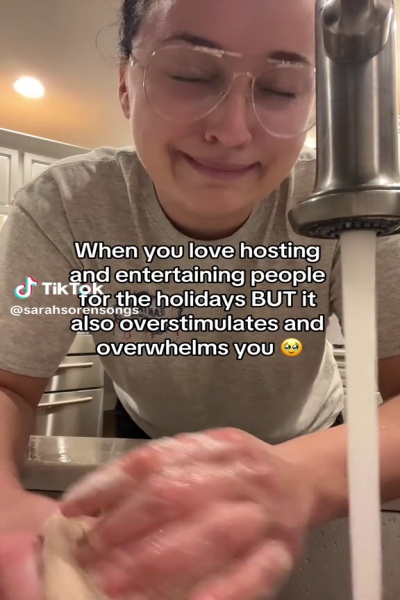 When you love hosting
and entertaining people
TikTok
for the holidays BUT it
@sarahsorensongs
also overstimulates and
overwhelms you 🥹